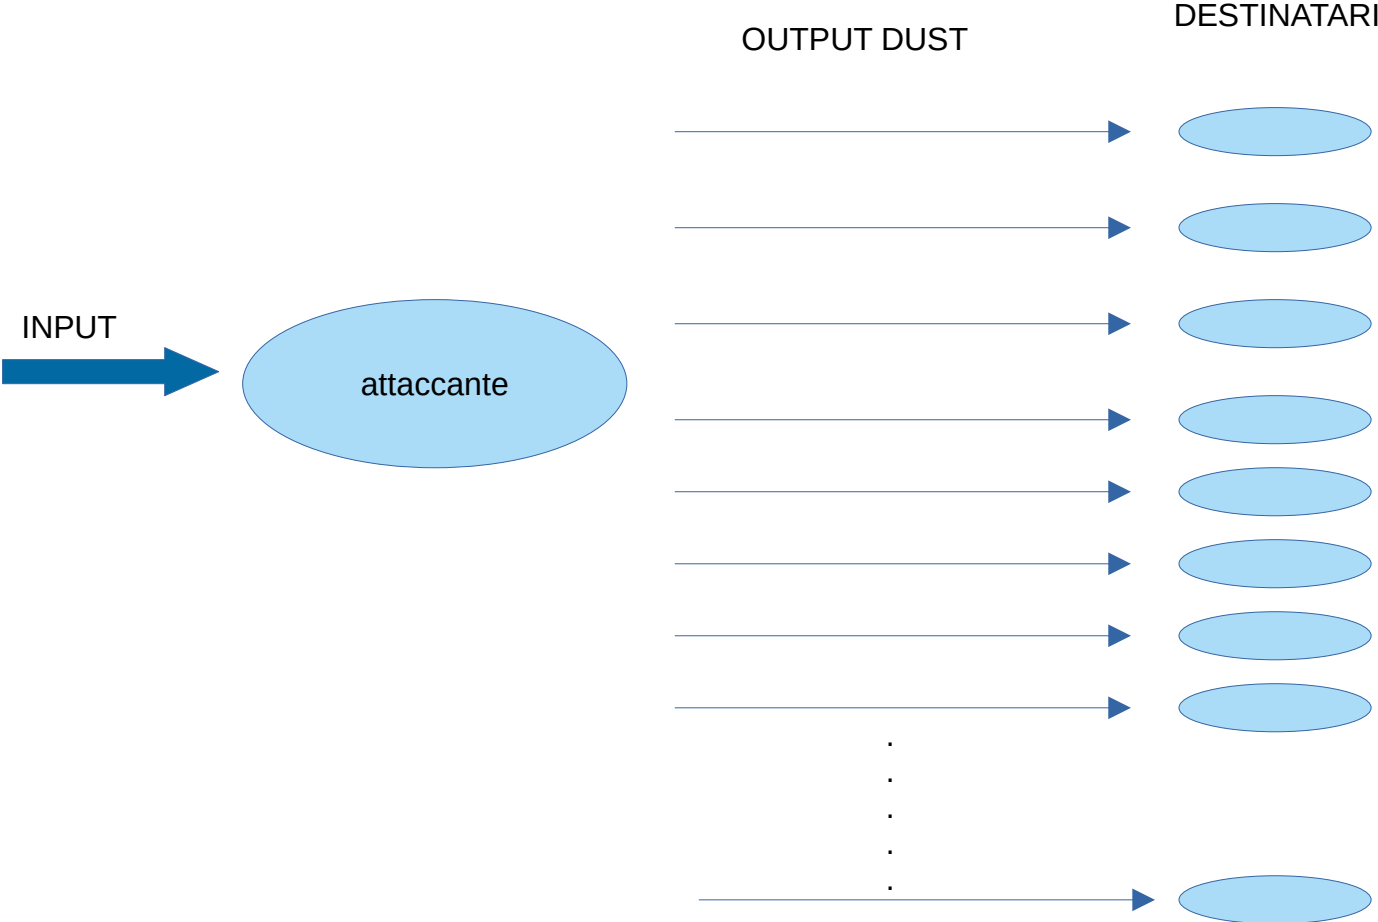 DESTINATARI
OUTPUT DUST
INPUT
attaccante
.
.
.
.
.